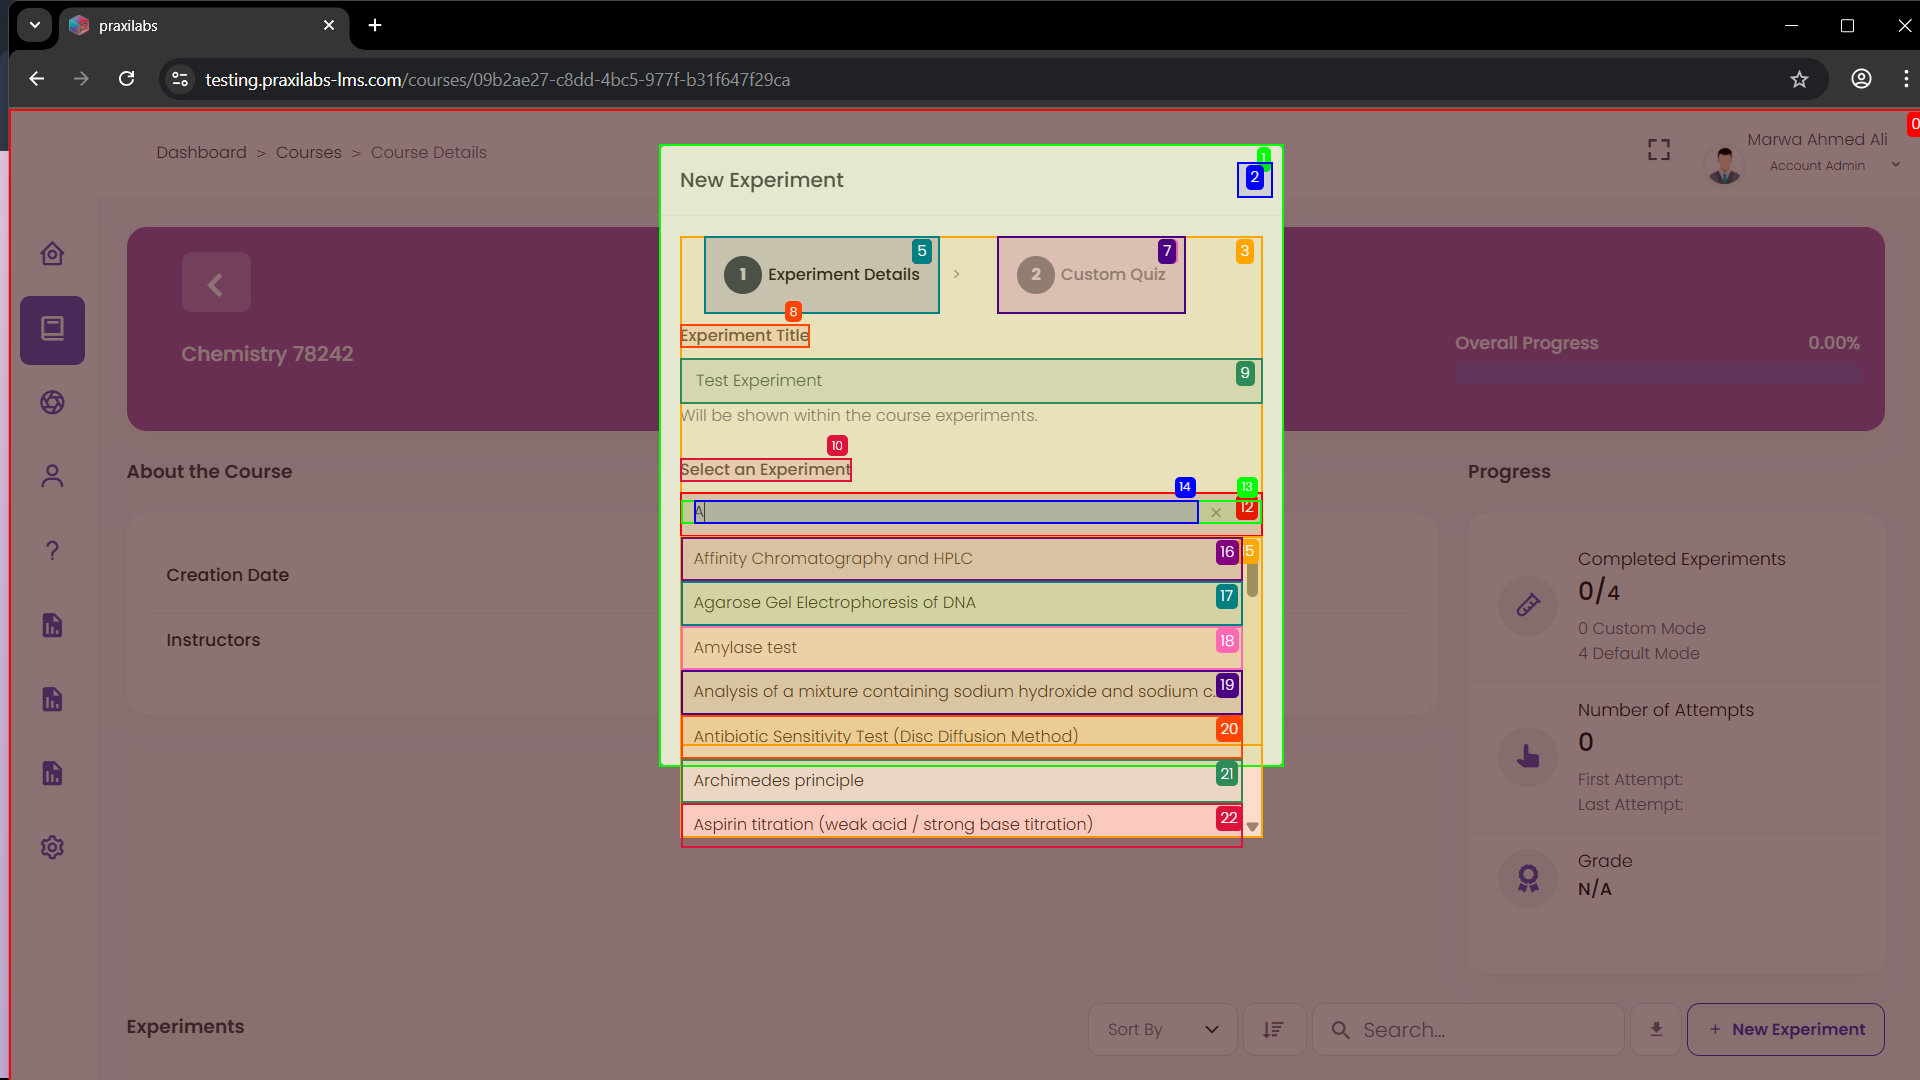 praxilabs
testing.praxilabs-lms.com/courses/09b2ae27-c8dd-4bc5-977f-b31f647f29ca
0
Dashboard > Courses > Course Details
Marwa Ahmed Ali
Account Admin
1
New Experiment
2
3
1 Experiment Details 5
>
2 Custom Quiz 7
8
Experiment Title
Test Experiment 9
Will be shown within the course experiments.
10
Select an Experiment
14
13
A
12
Affinity Chromatography and HPLC 16
5
Agarose Gel Electrophoresis of DNA 17
Amylase test 18
Analysis of a mixture containing sodium hydroxide and sodium c... 19
Antibiotic Sensitivity Test (Disc Diffusion Method) 20
Archimedes principle 21
Aspirin titration (weak acid / strong base titration) 22
Chemistry 78242
Overall Progress 0.00%
About the Course
Creation Date
Instructors
Progress
Completed Experiments
0/4
0 Custom Mode
4 Default Mode
Number of Attempts
0
First Attempt:
Last Attempt:
Grade
N/A
Experiments
Sort By
Search...
+ New Experiment